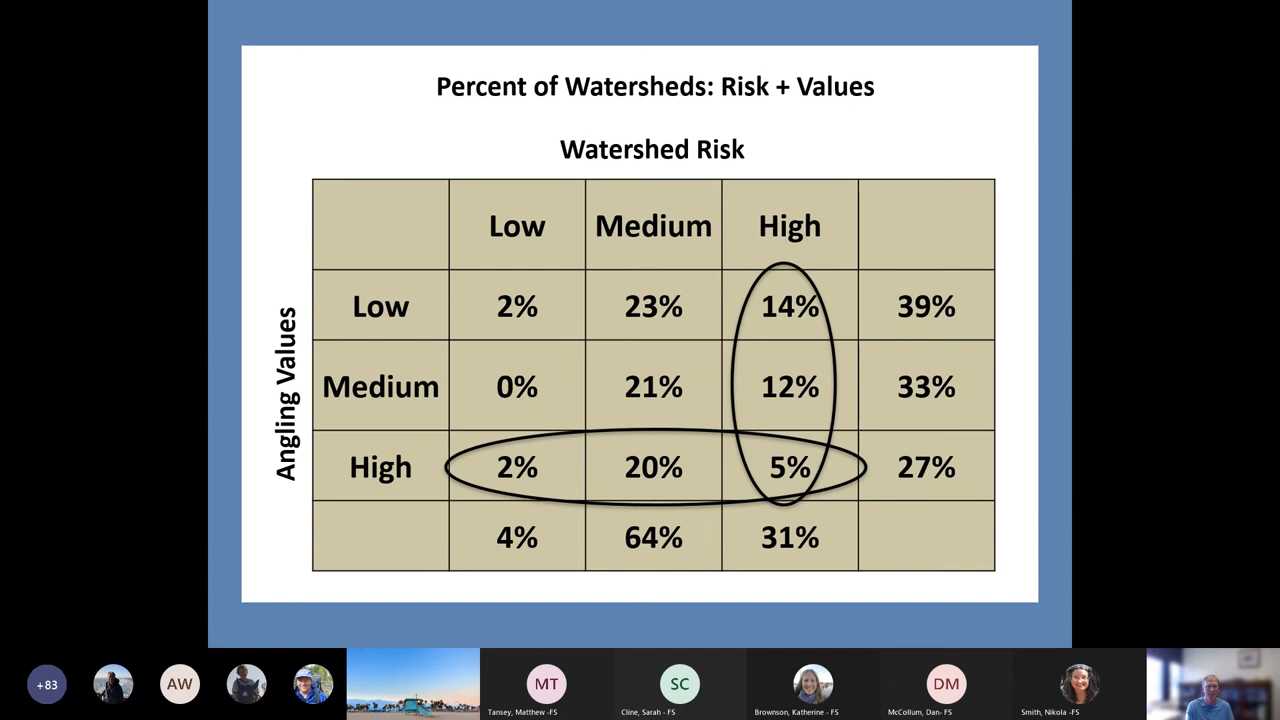 Percent of Watersheds: Risk + Values
Watershed Risk
Low Medium High
Angling Values
Low 2% 23% 14% 39%
Medium 0% 21% 12% 33%
High 2% 20% 5% 27%
4% 64% 31%
+83 AW MT SC DM
Tansey, Matthew -FS Cline, Sarah - FS Brownson, Katherine - FS McCollum, Dan- FS Smith, Nikola -FS